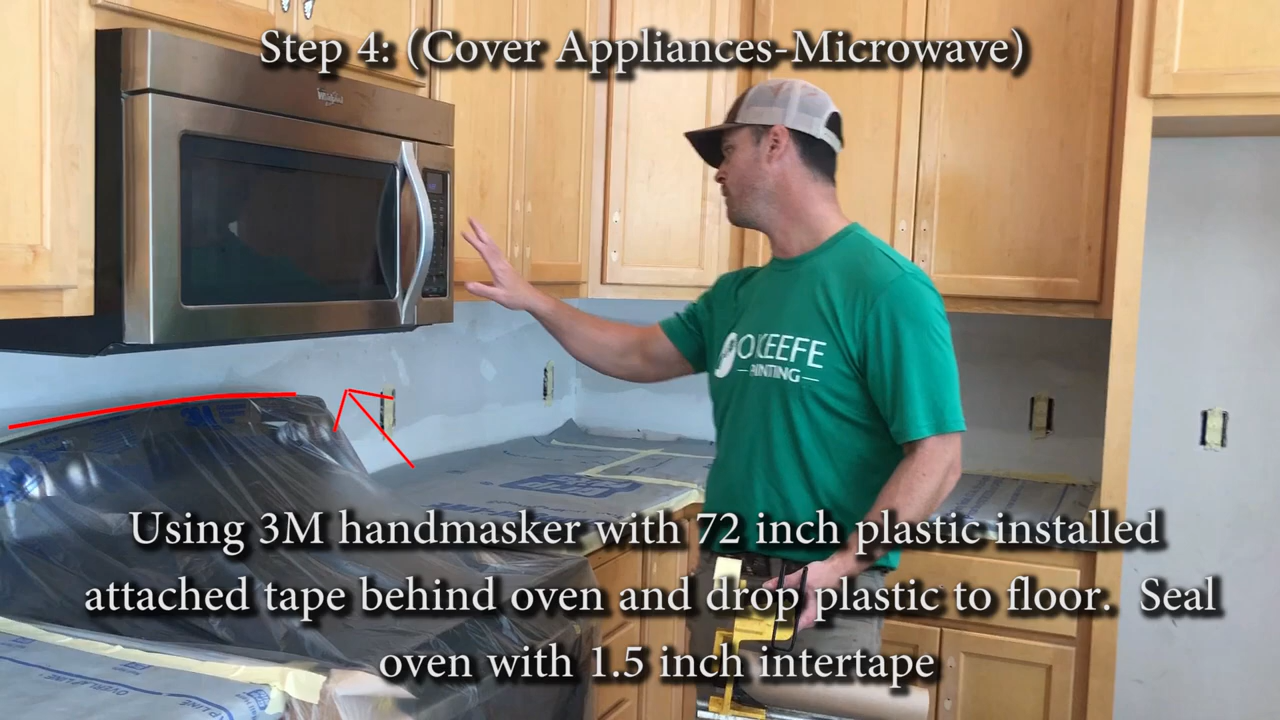 Step 4: (Cover Appliances-Microwave)
Whirlpool
O'KEEFE
PAINTING
Using 3M handmasker with 72 inch plastic installed
attached tape behind oven and drop plastic to floor.  Seal
oven with 1.5 inch intertape